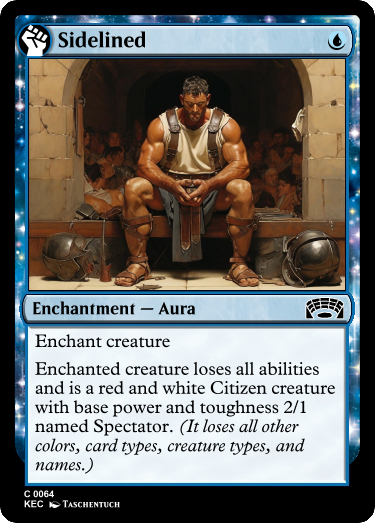 Sidelined
Enchantment — Aura
Enchant creature
Enchanted creature loses all abilities
and is a red and white Citizen creature
with base power and toughness 2/1
named Spectator. (It loses all other
colors, card types, creature types, and
names.)
C 0064
KEC Taschentuch